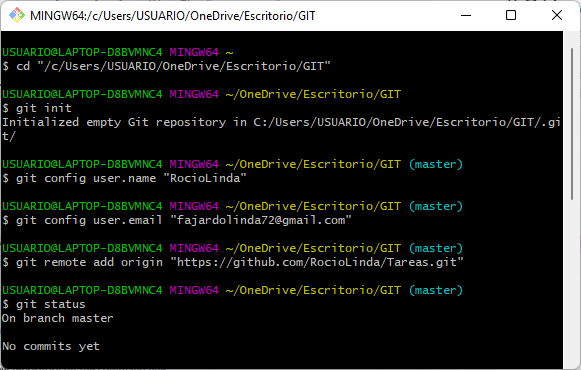 MINGW64:/c/Users/USUARIO/OneDrive/Escritorio/GIT
USUARIO@LAPTOP-D8BVMNC4 MINGW64 ~
$ cd "/c/Users/USUARIO/OneDrive/Escritorio/GIT"
USUARIO@LAPTOP-D8BVMNC4 MINGW64 ~/OneDrive/Escritorio/GIT
$ git init
Initialized empty Git repository in C:/Users/USUARIO/OneDrive/Escritorio/GIT/.gi
t/
USUARIO@LAPTOP-D8BVMNC4 MINGW64 ~/OneDrive/Escritorio/GIT (master)
$ git config user.name "RocioLinda"
USUARIO@LAPTOP-D8BVMNC4 MINGW64 ~/OneDrive/Escritorio/GIT (master)
$ git config user.email "fajardolinda72@gmail.com"
USUARIO@LAPTOP-D8BVMNC4 MINGW64 ~/OneDrive/Escritorio/GIT (master)
$ git remote add origin "https://github.com/RocioLinda/Tareas.git"
USUARIO@LAPTOP-D8BVMNC4 MINGW64 ~/OneDrive/Escritorio/GIT (master)
$ git status
On branch master
No commits yet